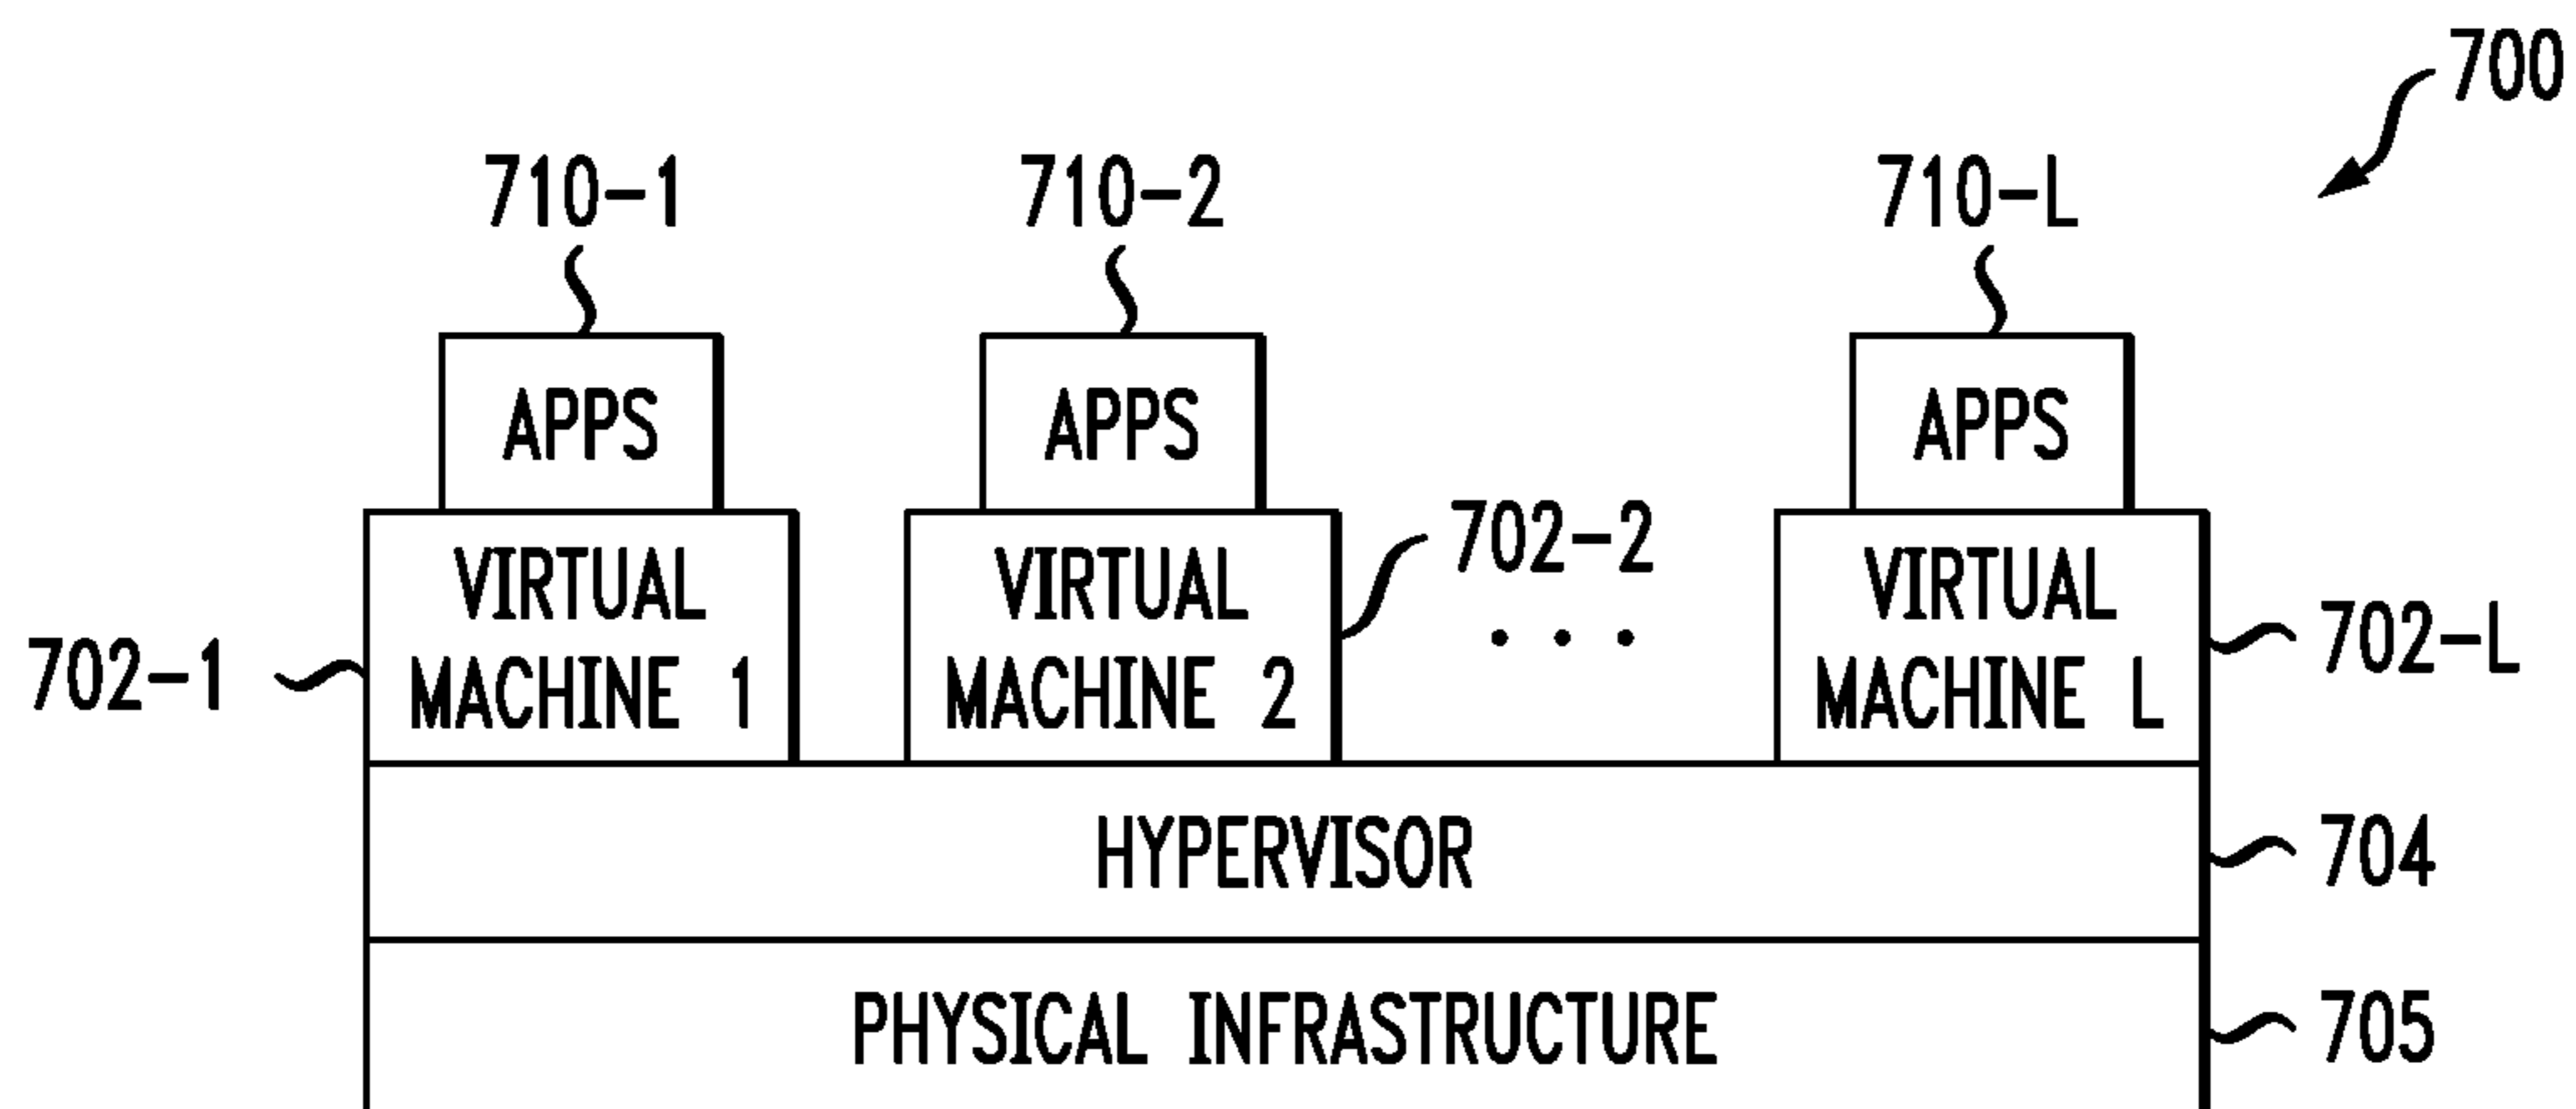 700
710-1
710-2
710-L
APPS
APPS
APPS
702-2
VIRTUAL
MACHINE 1
VIRTUAL
MACHINE 2
VIRTUAL
MACHINE L
702-1
702-L
HYPERVISOR
704
PHYSICAL INFRASTRUCTURE
705